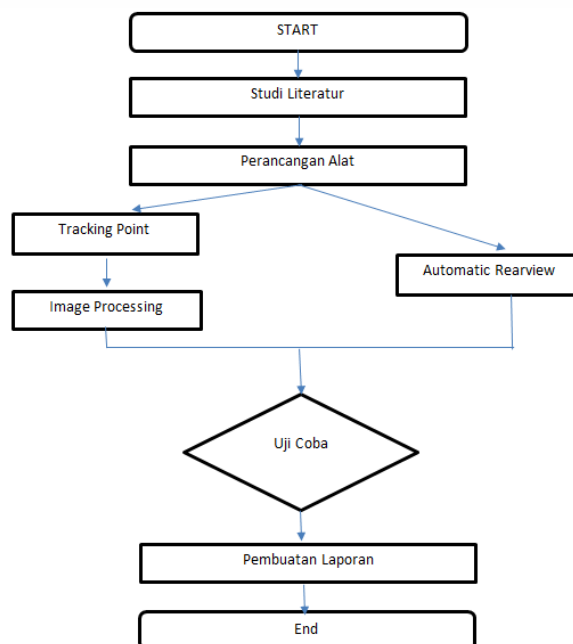 START
Studi Literatur
Perancangan Alat
Tracking Point
Automatic Rearview
Image Processing
Uji Coba
Pembuatan Laporan
End